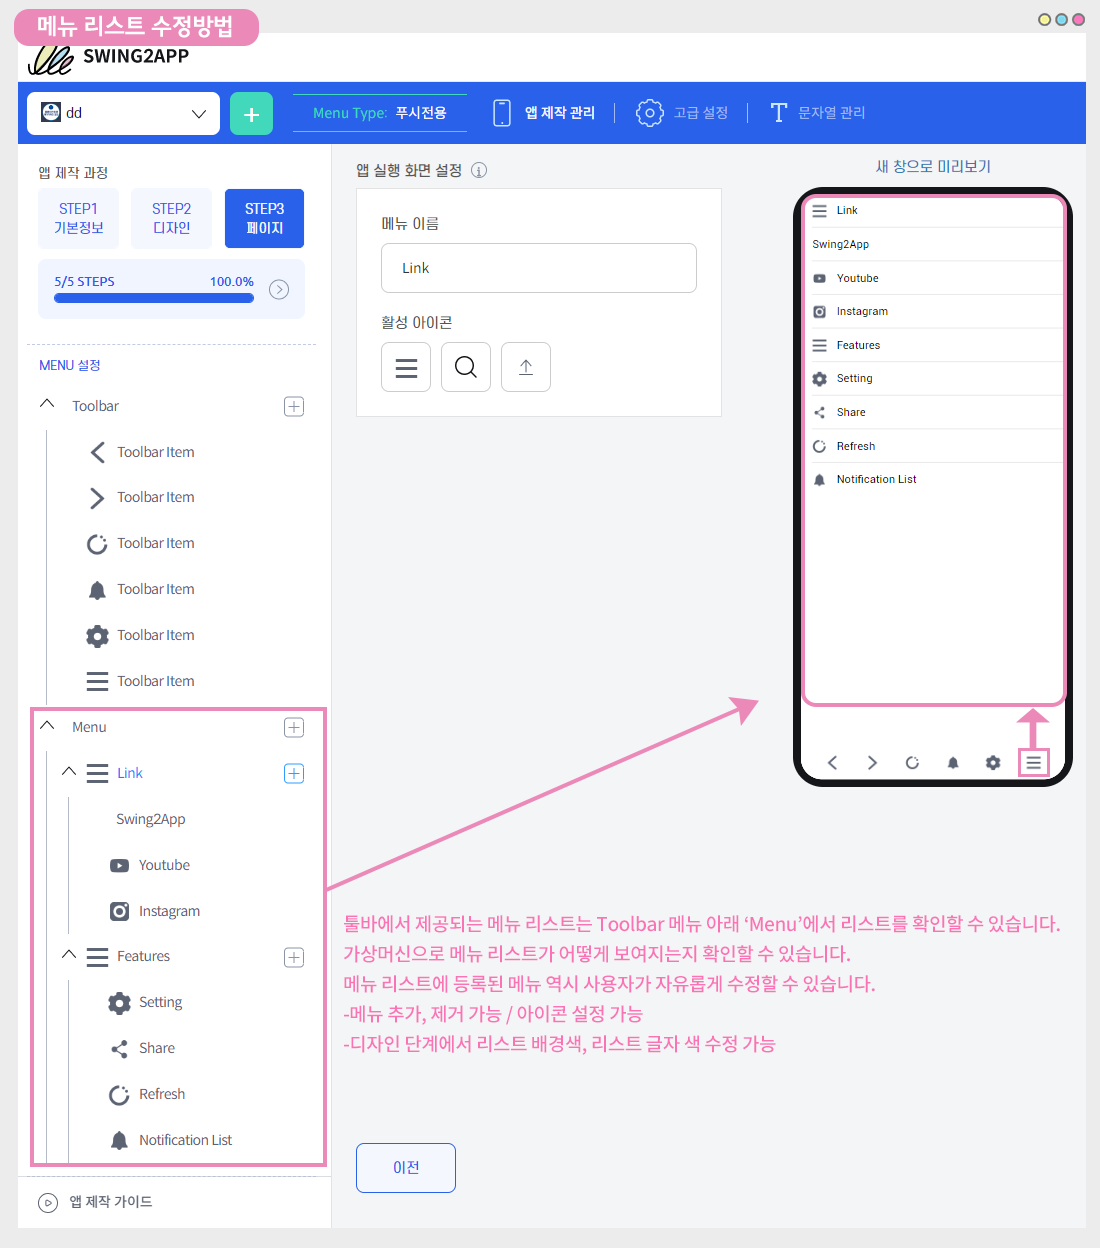 메뉴 리스트 수정방법
SWING2APP
dd
+
Menu Type: 푸시전용
앱 제작 관리
고급 설정
문자열 관리
앱 제작 과정
STEP1
기본정보
STEP2
디자인
STEP3
페이지
5/5 STEPS
100.0%
MENU 설정
Toolbar
Toolbar Item
Toolbar Item
Toolbar Item
Toolbar Item
Toolbar Item
Toolbar Item
Menu
Link
Swing2App
Youtube
Instagram
Features
Setting
Share
Refresh
Notification List
앱 제작 가이드
앱 실행 화면 설정
메뉴 이름
Link
활성 아이콘
새 창으로 미리보기
Link
Swing2App
Youtube
Instagram
Features
Setting
Share
Refresh
Notification List
툴바에서 제공되는 메뉴 리스트는 Toolbar 메뉴 아래 ‘Menu’에서 리스트를 확인할 수 있습니다.
가상머신으로 메뉴 리스트가 어떻게 보여지는지 확인할 수 있습니다.
메뉴 리스트에 등록된 메뉴 역시 사용자가 자유롭게 수정할 수 있습니다.
-메뉴 추가, 제거 가능 / 아이콘 설정 가능
-디자인 단계에서 리스트 배경색, 리스트 글자 색 수정 가능
이전